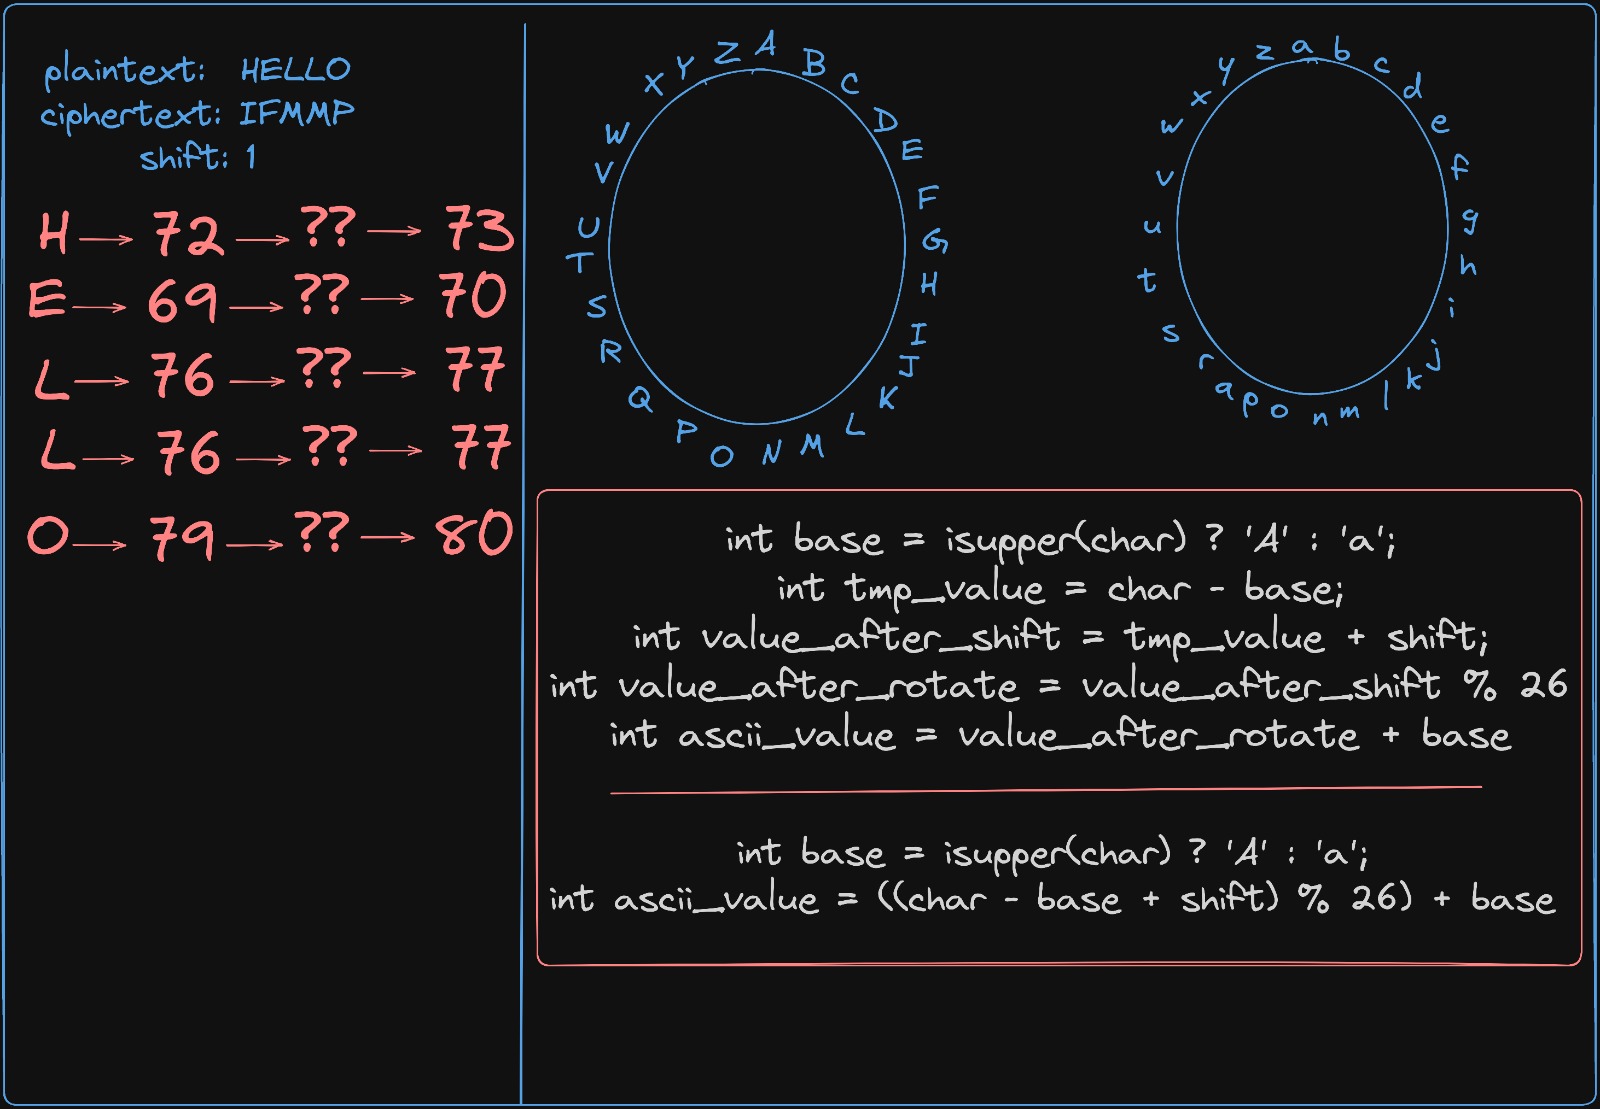 plaintext: HELLO
ciphertext: IFMMP
shift: 1
H → 72 → ?? → 73
E → 69 → ?? → 70
L → 76 → ?? → 77
L → 76 → ?? → 77
O → 79 → ?? → 80
A B C D E F G H I J K L M N O P Q R S T U V W X Y Z
a b c d e f g h i j k l m n o p a r s t u v w x y z
int base = isupper(char) ? 'A' : 'a';
int tmp_value = char - base;
int value_after_shift = tmp_value + shift;
int value_after_rotate = value_after_shift % 26
int ascii_value = value_after_rotate + base
int base = isupper(char) ? 'A' : 'a';
int ascii_value = ((char - base + shift) % 26) + base